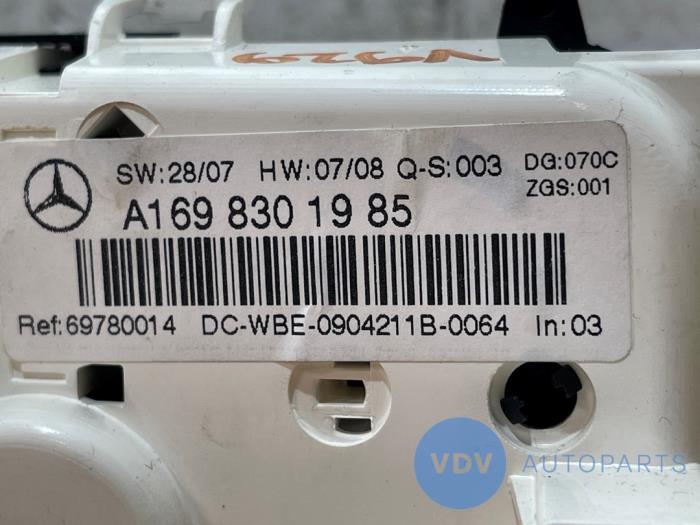 V929
SW:28/07 HW:07/08 Q-S:003 DG:070C
ZGS:001
A169 830 19 85
Ref:69780014 DC-WBE-0904211B-0064 In:03
VDV AUTOPARTS